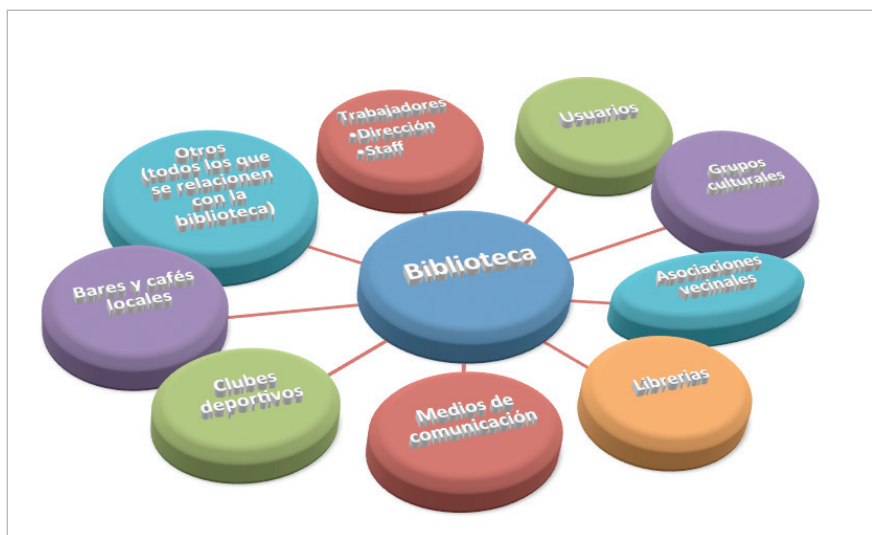 Trabajadores
•Dirección
•Staff
Usuarios
Otros
(todos los que
se relacionen
con la
biblioteca)
Grupos
culturales
Biblioteca
Asociaciones
vecinales
Bares y cafés
locales
Clubes
deportivos
Medios de
comunicación
Librerias